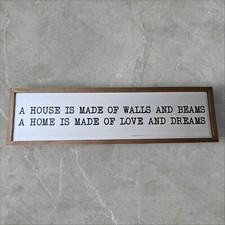 A HOUSE IS MADE OF WALLS AND BEAMS
A HOME IS MADE OF LOVE AND DREAMS